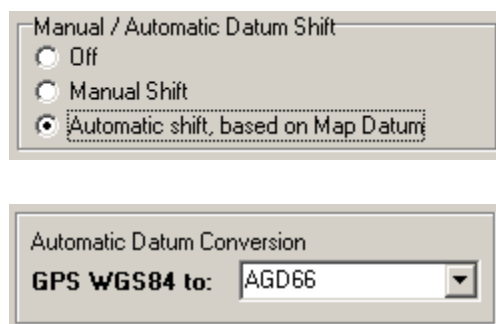 Manual / Automatic Datum Shift
Off
Manual Shift
Automatic shift, based on Map Datum
Automatic Datum Conversion
GPS WGS84 to: AGD66